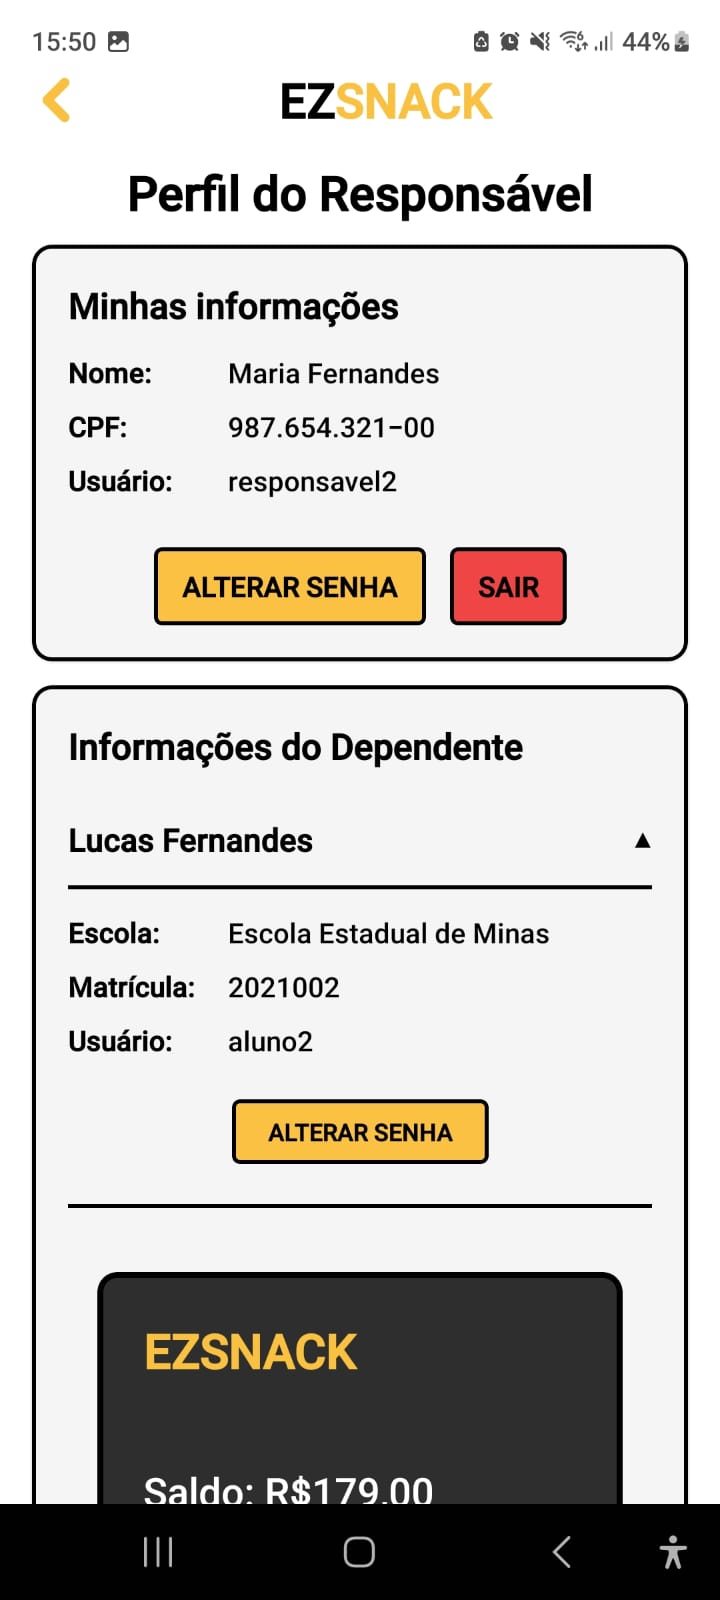 15:50
44%
EZSNACK
Perfil do Responsável
Minhas informações
Nome: Maria Fernandes
CPF: 987.654.321-00
Usuário: responsavel2
ALTERAR SENHA SAIR
Informações do Dependente
Lucas Fernandes ▲
Escola: Escola Estadual de Minas
Matrícula: 2021002
Usuário: aluno2
ALTERAR SENHA
EZSNACK
Saldo: R$179.00